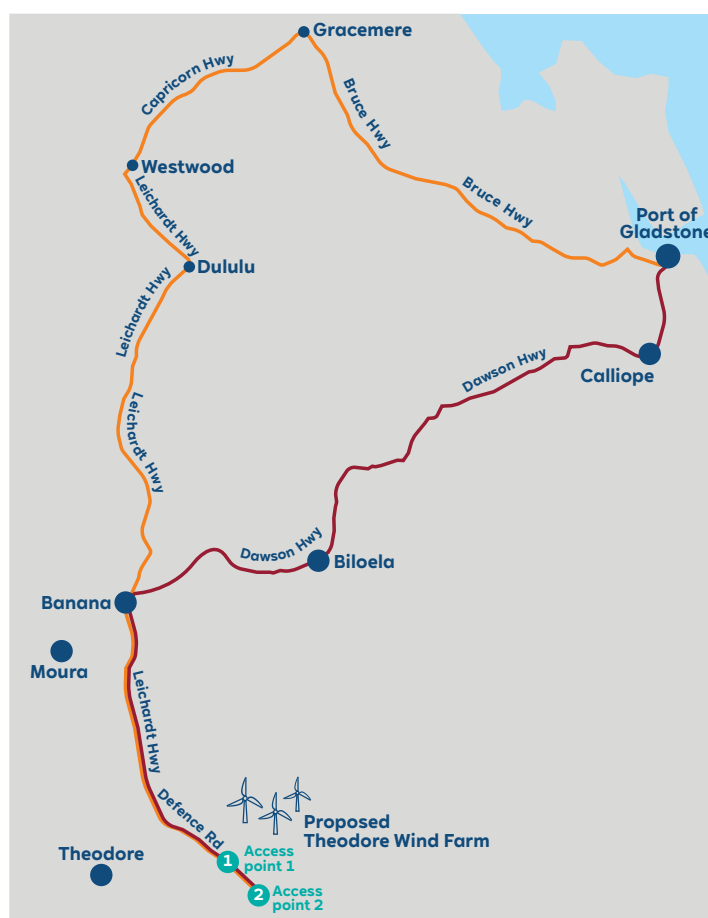 Gracemere
Capricorn Hwy
Bruce Hwy
Westwood
Leichardt Hwy
Bruce Hwy
Port of
Gladstone
Dululu
Leichardt Hwy
Dawson Hwy
Calliope
Leichardt Hwy
Dawson Hwy
Biloela
Banana
Moura
Leichardt Hwy
Defence Rd
Proposed
Theodore Wind Farm
Theodore
1
Access
point 1
2
Access
point 2